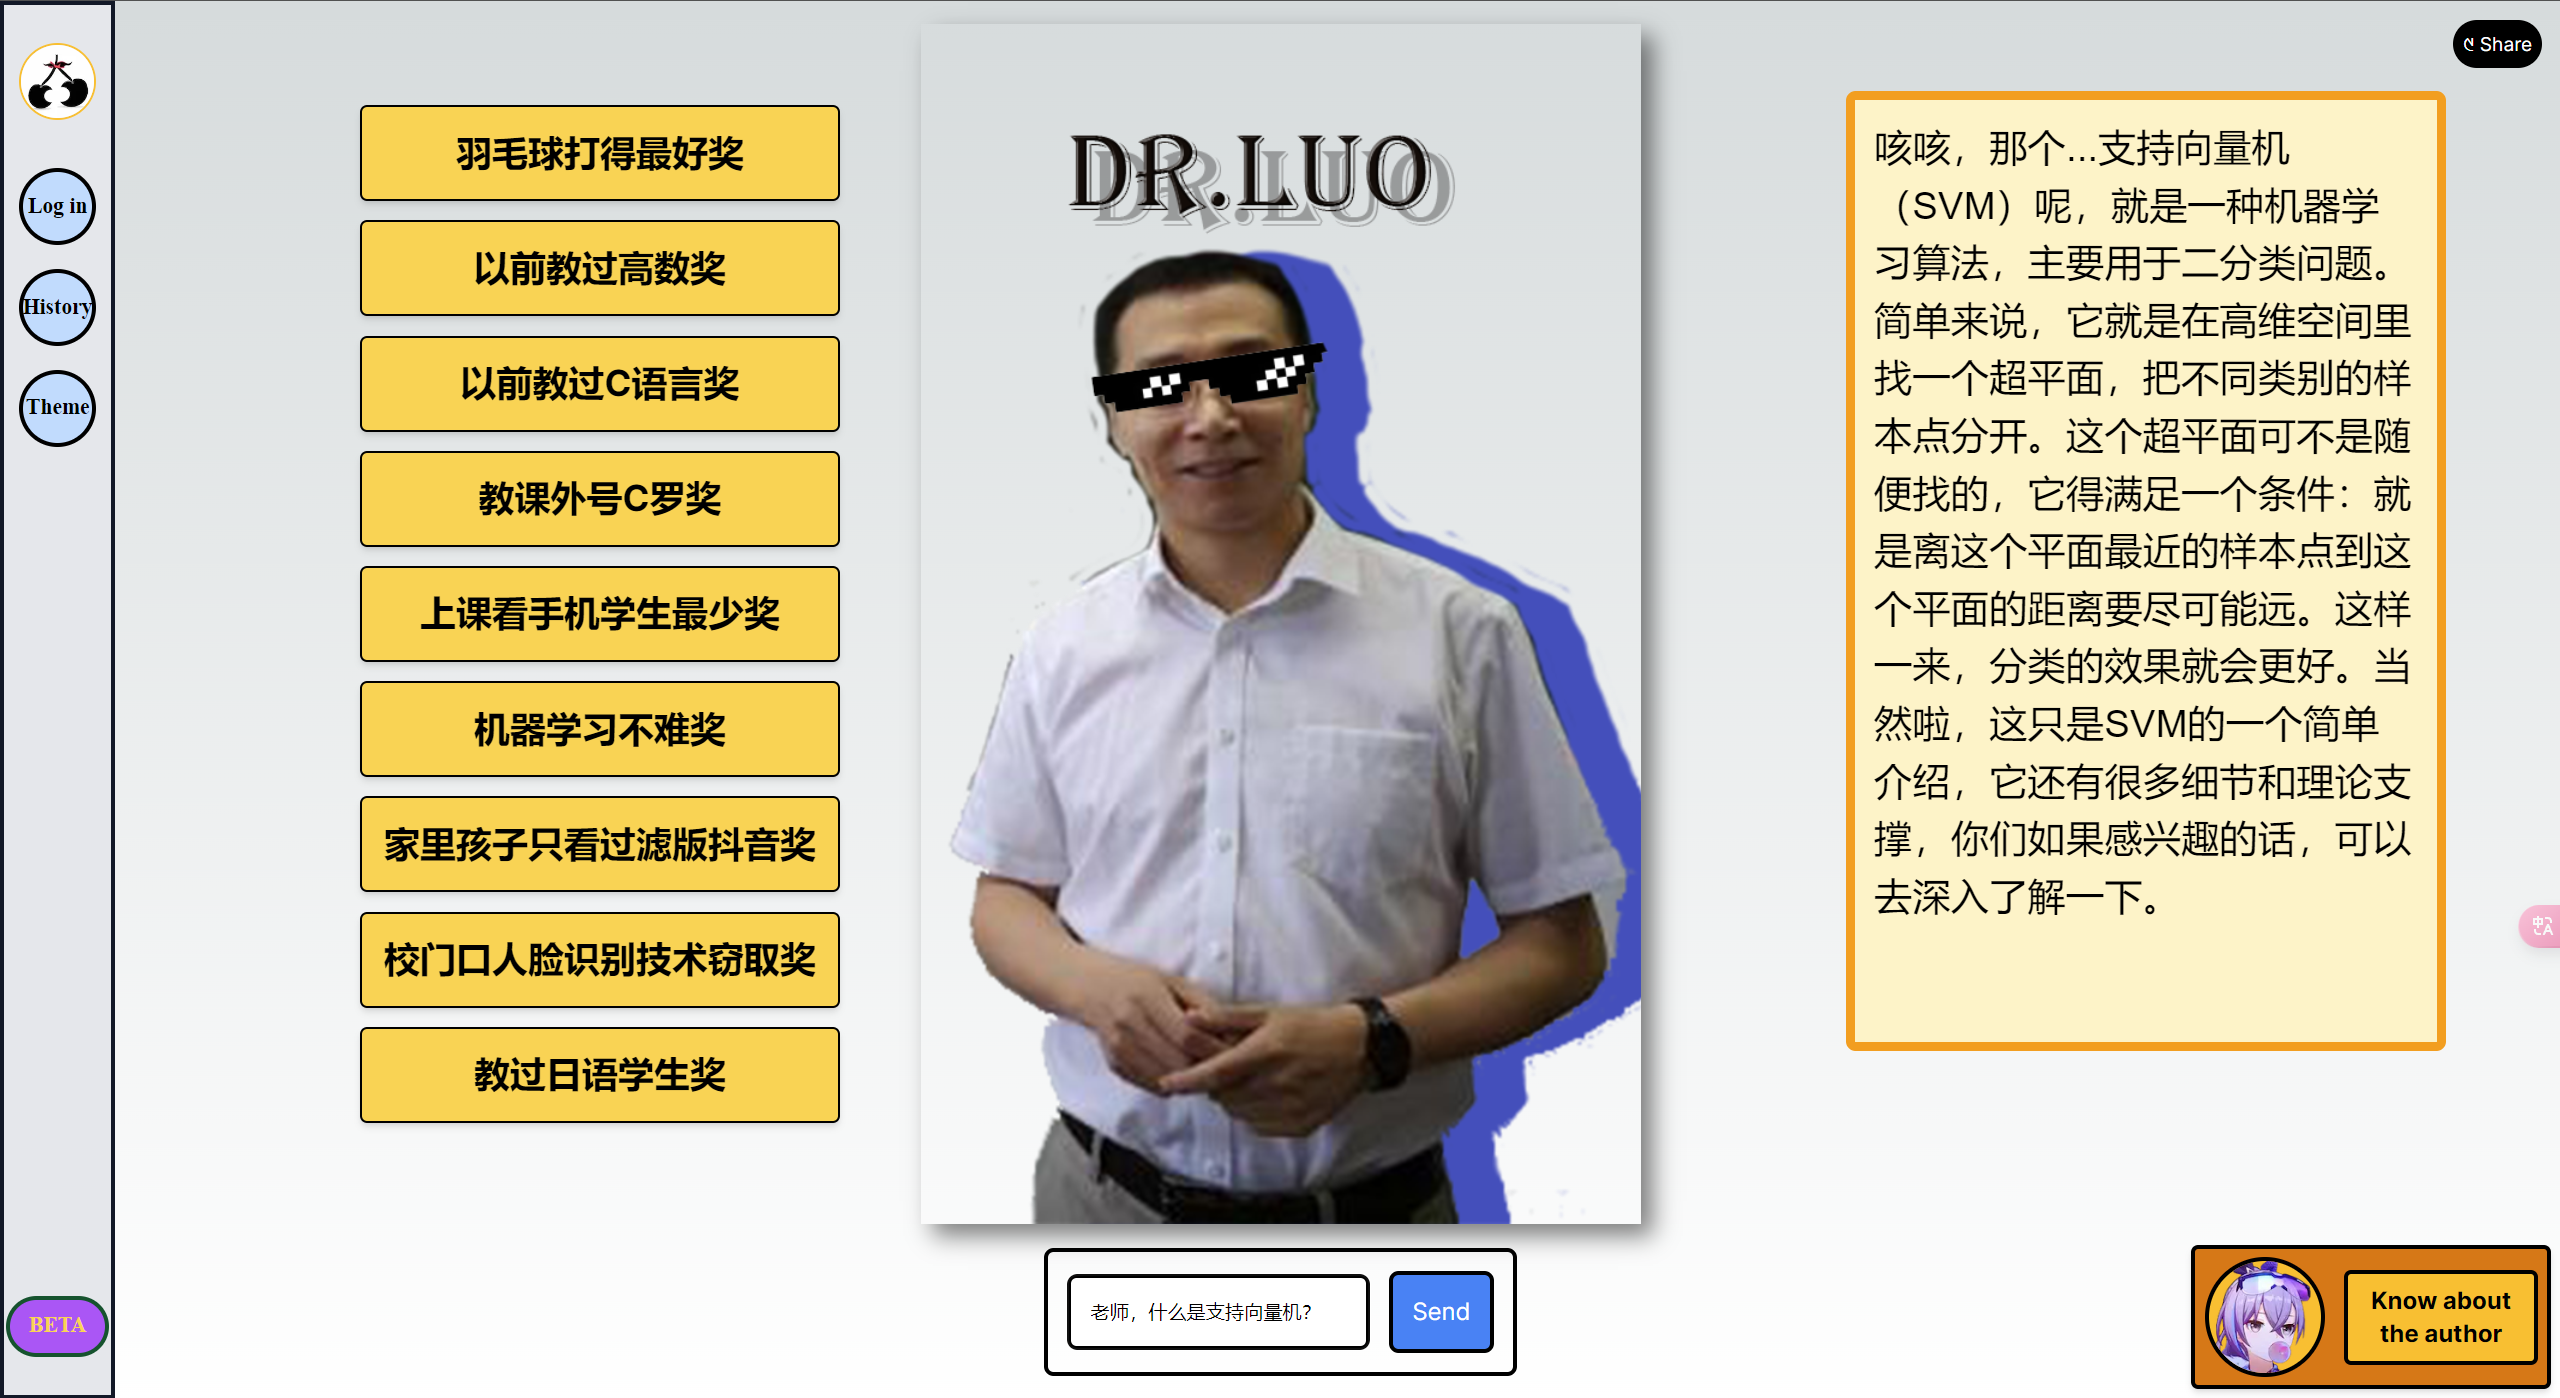 Log in
History
Theme
BETA
羽毛球打得最好奖
以前教过高数奖
以前教过C语言奖
教课外号C罗奖
上课看手机学生最少奖
机器学习不难奖
家里孩子只看过滤版抖音奖
校门口人脸识别技术窃取奖
教过日语学生奖
DR.LUO
老师，什么是支持向量机？
Send
Share
咳咳，那个...支持向量机
（SVM）呢，就是一种机器学
习算法，主要用于二分类问题。
简单来说，它就是在高维空间里
找一个超平面，把不同类别的样
本点分开。这个超平面可不是随
便找的，它得满足一个条件：就
是离这个平面最近的样本点到这
个平面的距离要尽可能远。这样
一来，分类的效果就会更好。当
然啦，这只是SVM的一个简单
介绍，它还有很多细节和理论支
撑，你们如果感兴趣的话，可以
去深入了解一下。
中A
Know about
the author